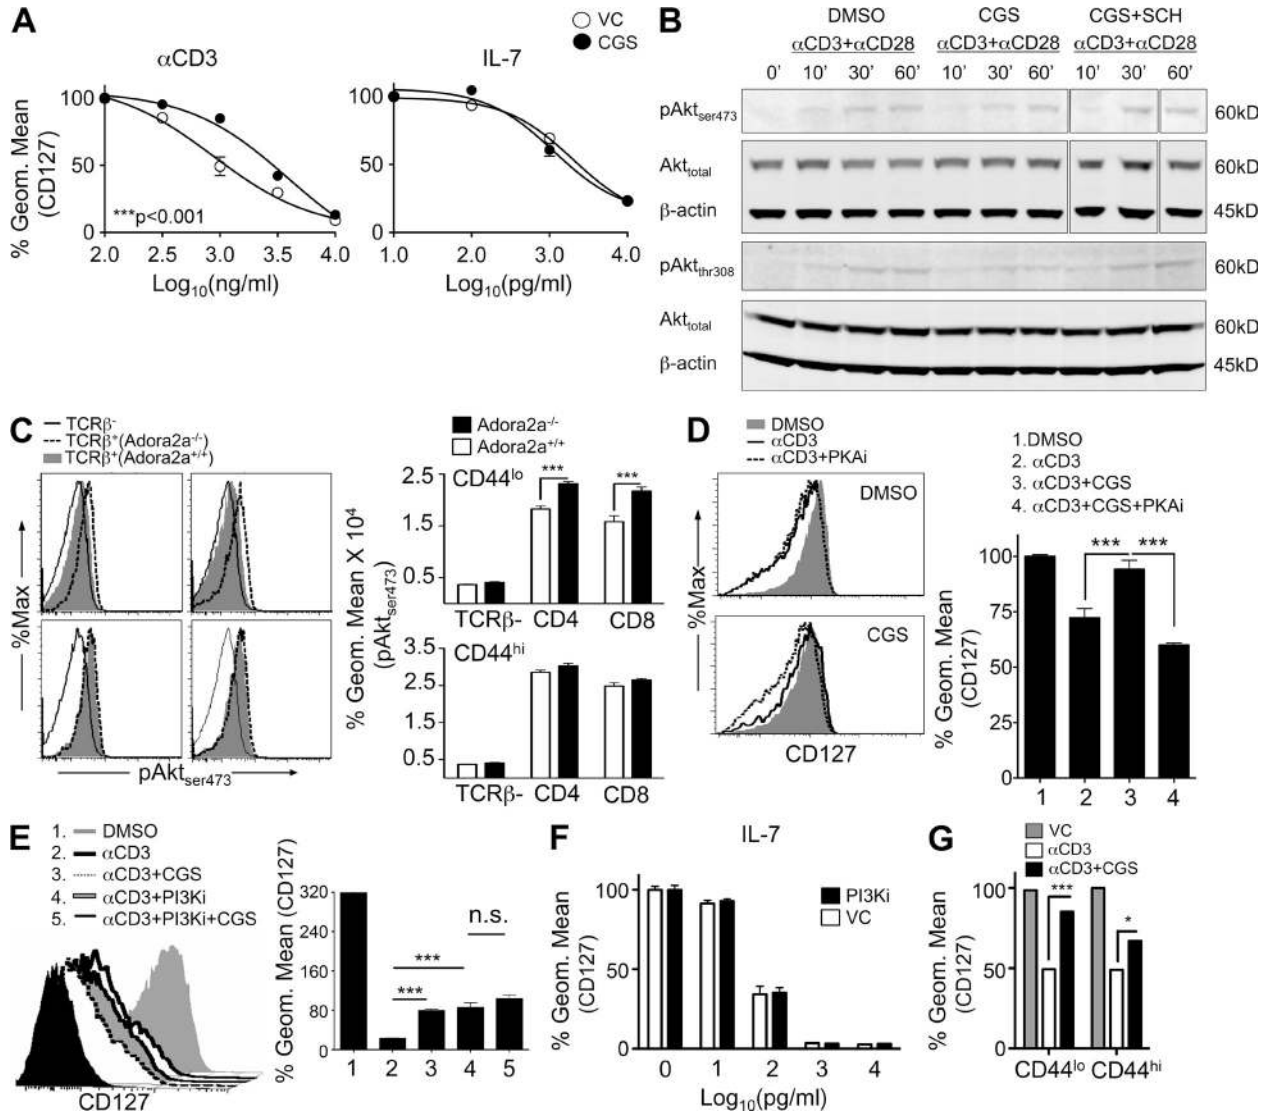 A
○ VC
● CGS
αCD3
IL-7
% Geom. Mean
(CD127)
100
50
0
***p<0.001
2.0 2.5 3.0 3.5 4.0
Log10(ng/ml)
100
50
0
1.0 2.0 3.0 4.0
Log10(pg/ml)
B
DMSO CGS CGS+SCH
αCD3+αCD28 αCD3+αCD28 αCD3+αCD28
0' 10' 30' 60' 10' 30' 60' 10' 30' 60'
pAktser473 60kD
Akttotal 60kD
β-actin 45kD
pAktthr308 60kD
Akttotal 60kD
β-actin 45kD
C
TCRβ-
TCRβ+(Adora2a-/-)
TCRβ+(Adora2a+/+)
%Max
pAktser473
Adora2a-/-
Adora2a+/+
% Geom. Mean X 10^4
(pAktser473)
CD44lo
*** ***
2.5
1.5
0.5
TCRβ- CD4 CD8
CD44hi
3.5
2.5
1.5
0.5
TCRβ- CD4 CD8
D
DMSO
αCD3
αCD3+PKAi
DMSO
CGS
%Max
CD127
1.DMSO
2. αCD3
3. αCD3+CGS
4 αCD3+CGS+PKAi
*** ***
% Geom. Mean
(CD127)
100
75
50
25
0
1 2 3 4
E
1. DMSO
2. αCD3
3. αCD3+CGS
4 αCD3+PI3Ki
5. αCD3+PI3Ki+CGS
CD127
% Geom. Mean (CD127)
320
240
160
80
0
n.s.
***
***
1 2 3 4 5
F
IL-7
PI3Ki
VC
% Geom. Mean
(CD127)
100
50
0
0 1 2 3 4
Log10(pg/ml)
G
VC
αCD3
αCD3+CGS
% Geom. Mean
(CD127)
100
50
0
***
*
CD44lo CD44hi